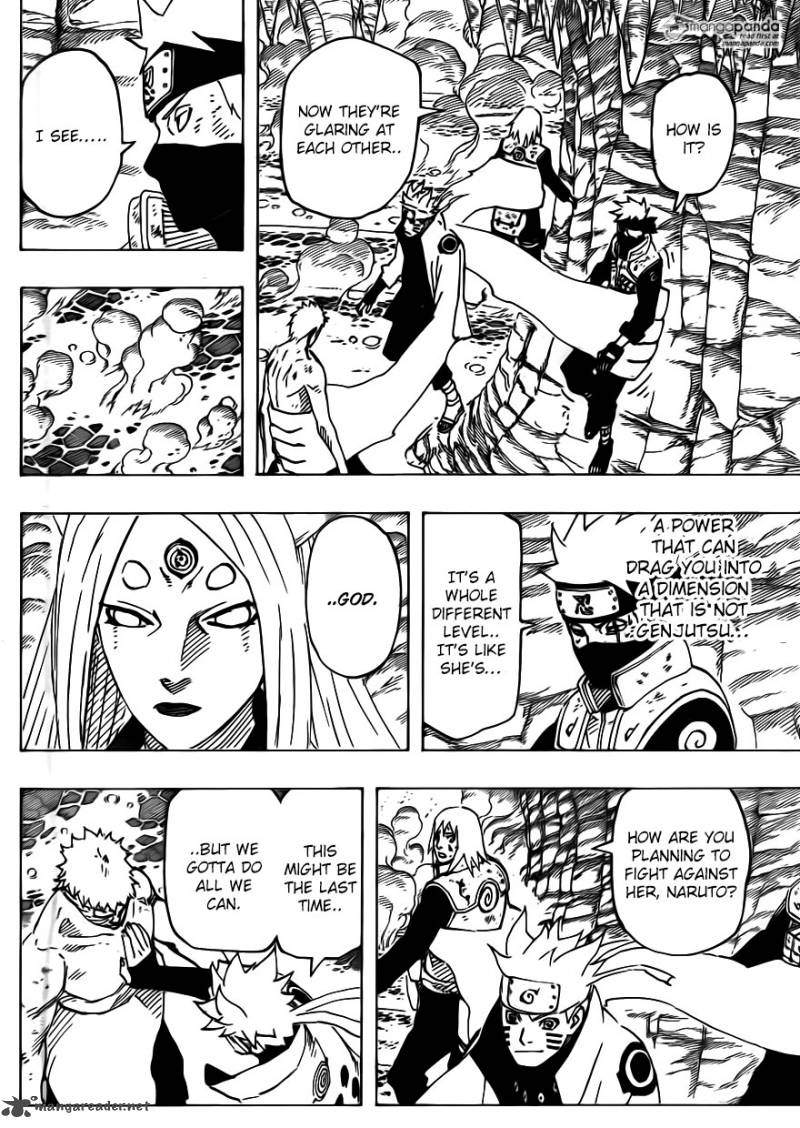 mangapanda
read first at
mangapanda.com
HOW IS
IT?
NOW THEY'RE
GLARING AT
EACH OTHER..
I SEE.....
A POWER
THAT CAN
DRAG YOU INTO
A DIMENSION
THAT IS NOT
GENJUTSU...
IT'S A
WHOLE
DIFFERENT
LEVEL..
IT'S LIKE
SHE'S...
..GOD.
HOW ARE YOU
PLANNING TO
FIGHT AGAINST
HER, NARUTO?
THIS
MIGHT BE
THE LAST
TIME..
..BUT WE
GOTTA DO
ALL WE
CAN.
mangareader.net